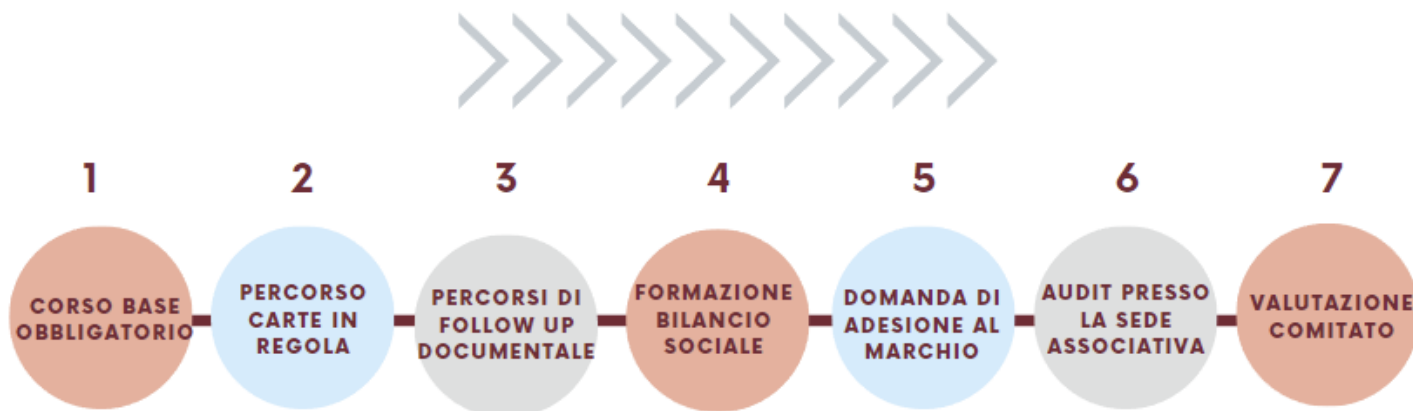 1
2
3
4
5
6
7
CORSO BASE
OBBLIGATORIO
PERCORSO
CARTE IN
REGOLA
PERCORSI DI
FOLLOW UP
DOCUMENTALE
FORMAZIONE
BILANCIO
SOCIALE
DOMANDA DI
ADESIONE AL
MARCHIO
AUDIT PRESSO
LA SEDE
ASSOCIATIVA
VALUTAZIONE
COMITATO